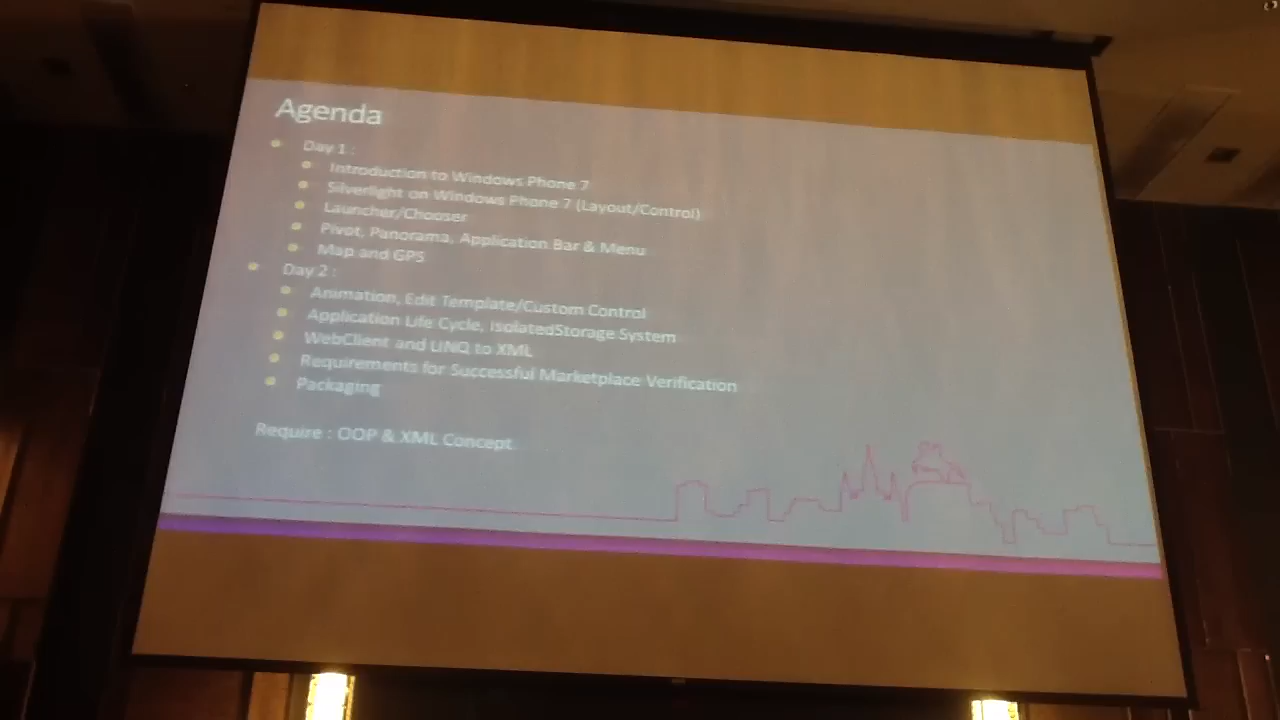 Agenda
Day 1 :
Introduction to Windows Phone 7
Silverlight on Windows Phone 7 (Layout/Control)
Launcher/Chooser
Pivot, Panorama, Application Bar & Menu
Map and GPS
Day 2 :
Animation, Edit Template/Custom Control
Application Life Cycle, IsolatedStorage System
WebClient and LINQ to XML
Requirements for Successful Marketplace Verification
Packaging
Require : OOP & XML Concept